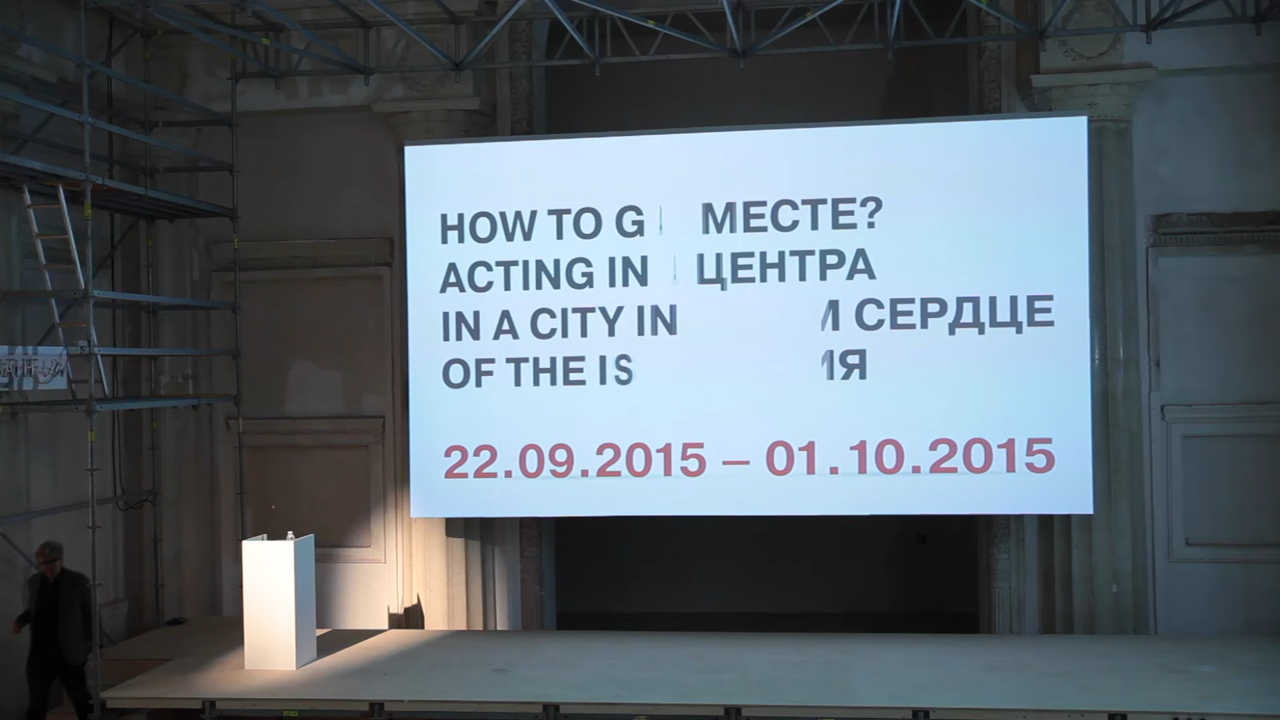 HOW TO G МЕСТЕ?
ACTING IN ЦЕНТРА
IN A CITY IN И СЕРДЦЕ
OF THE IS ИЯ
22.09.2015 – 01.10.2015